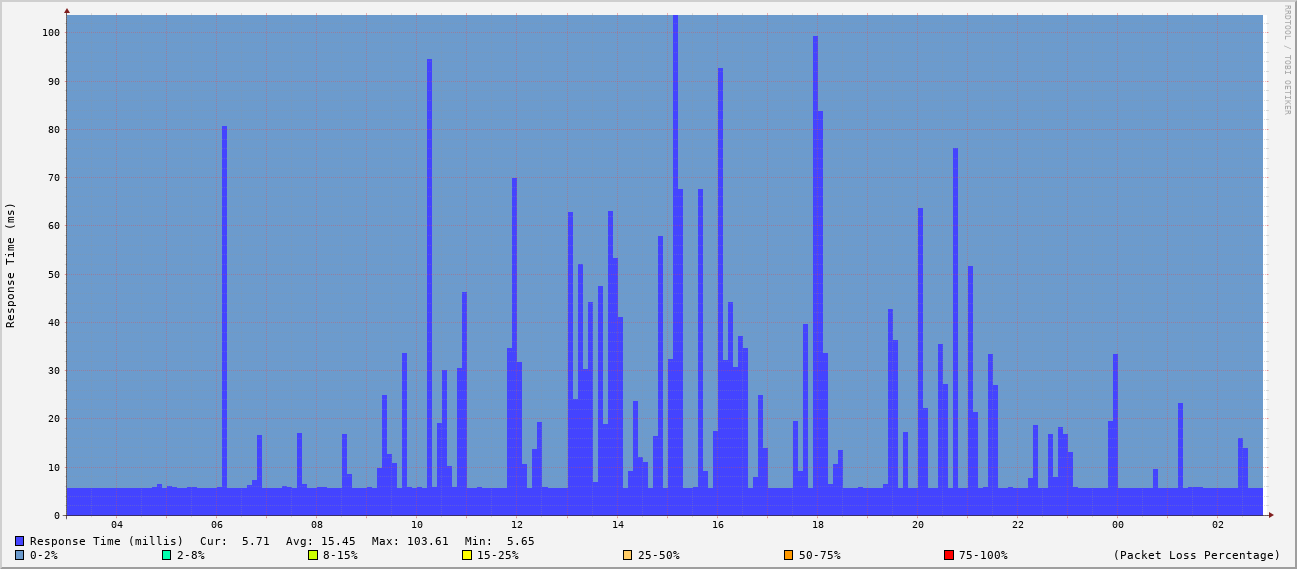 RRDTOOL / TOBI OETIKER
Response Time (ms)
100
90
80
70
60
50
40
30
20
10
0
04 06 08 10 12 14 16 18 20 22 00 02
Response Time (millis) Cur: 5.71 Avg: 15.45 Max: 103.61 Min: 5.65
0-2% 2-8% 8-15% 15-25% 25-50% 50-75% 75-100% (Packet Loss Percentage)